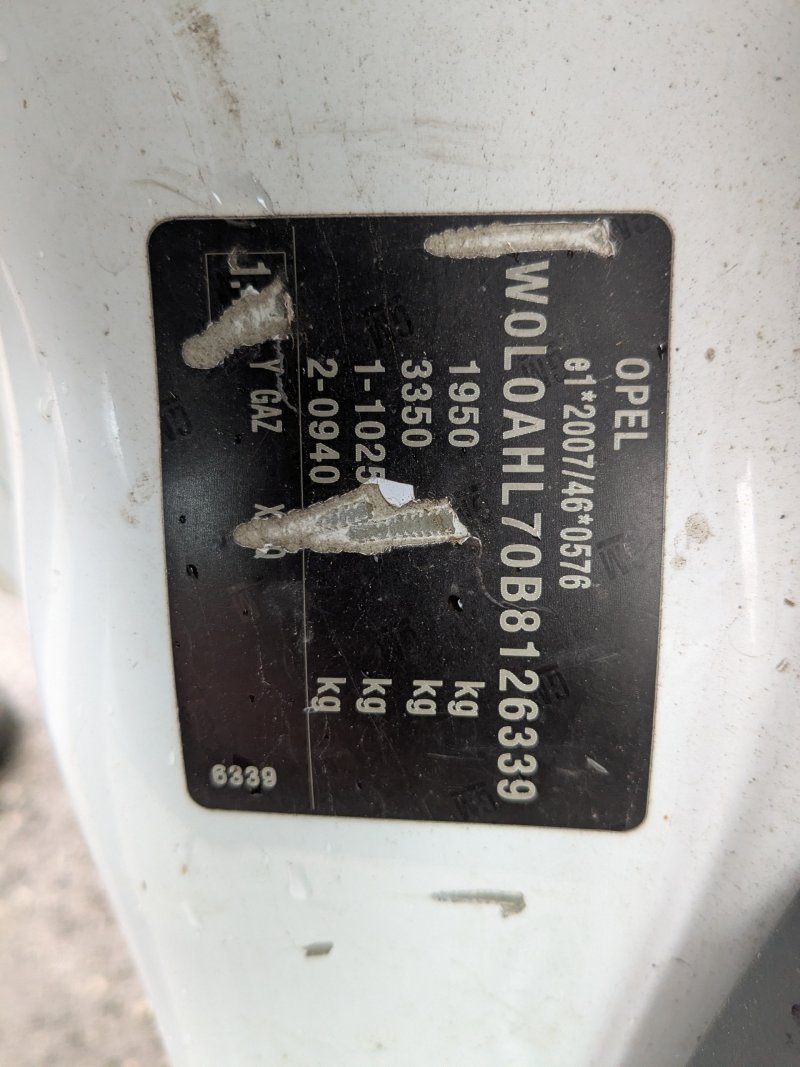 OPEL
e1*2007/46*0576
W0L0AHL70B8126339
1950 kg
3350 kg
1-1025 kg
2-0940 kg
Y GAZ
6339